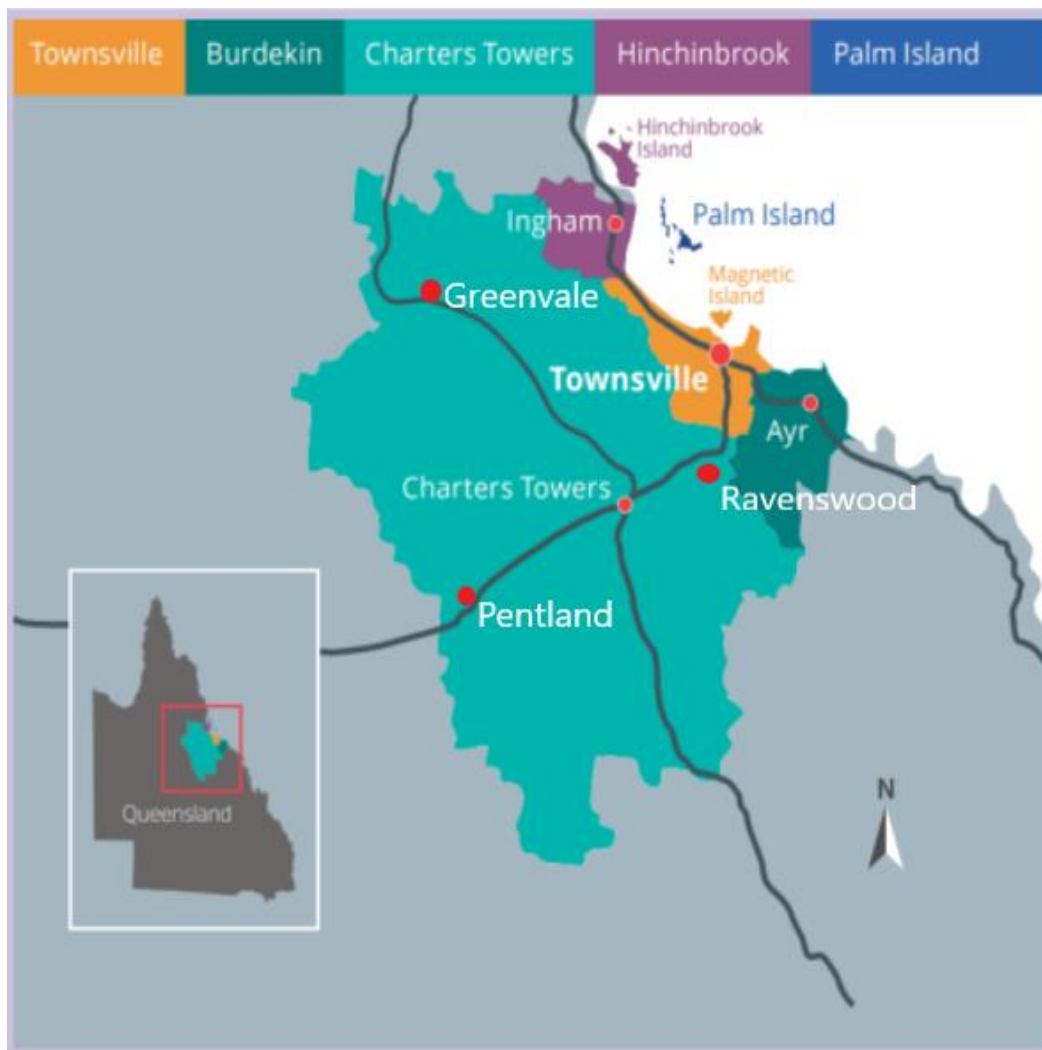 Townsville
Burdekin
Charters Towers
Hinchinbrook
Palm Island
Hinchinbrook
Island
Ingham
Palm Island
Magnetic
Island
Greenvale
Townsville
Ayr
Charters Towers
Ravenswood
Pentland
Queensland
N